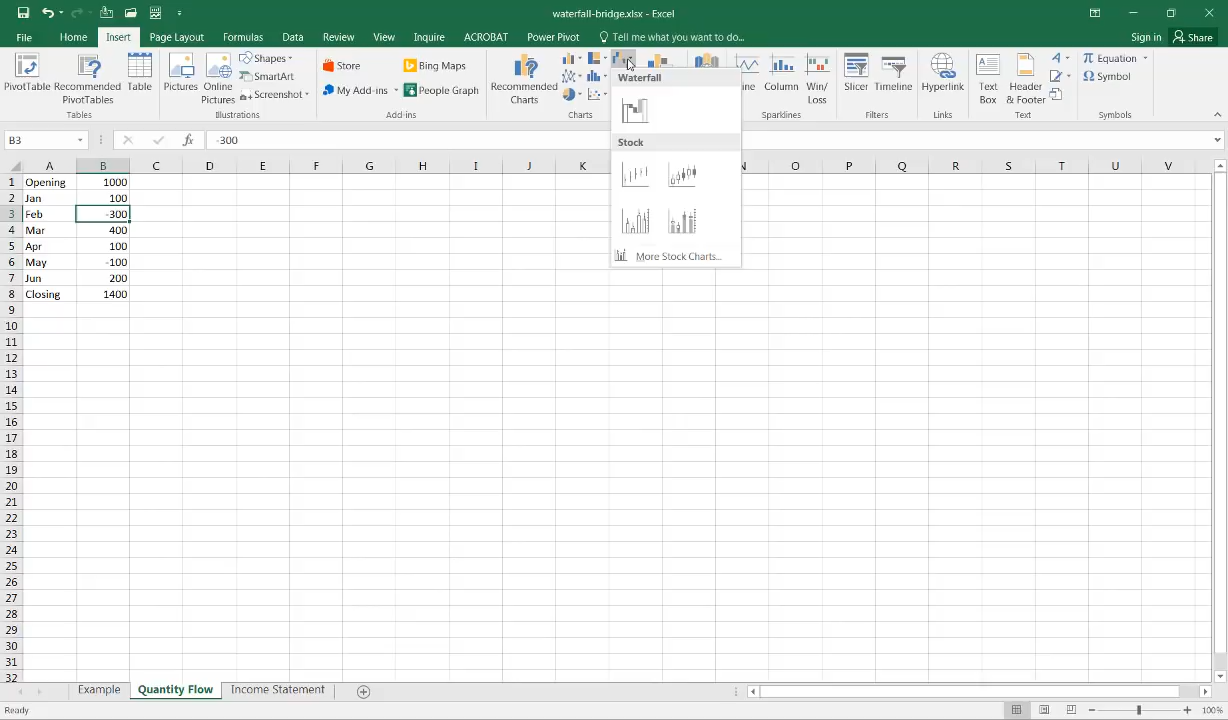 waterfall-bridge.xlsx - Excel
File Home Insert Page Layout Formulas Data Review View Inquire ACROBAT Power Pivot Tell me what you want to do... Sign in Share
PivotTable Recommended PivotTables Table
Tables
Pictures Online Pictures
Shapes
SmartArt
Screenshot
Illustrations
Store
My Add-ins
Bing Maps
People Graph
Add-ins
Recommended Charts
Charts
Column Win/ Loss
Sparklines
Slicer Timeline
Filters
Hyperlink
Links
Text Box Header & Footer
Text
Equation
Symbol
Symbols
Waterfall
Stock
More Stock Charts...
B3 fx -300
A B C D E F G H I J K N O P Q R S T U V
1 Opening 1000
2 Jan 100
3 Feb -300
4 Mar 400
5 Apr 100
6 May -100
7 Jun 200
8 Closing 1400
9
10
11
12
13
14
15
16
17
18
19
20
21
22
23
24
25
26
27
28
29
30
31
32
Example Quantity Flow Income Statement
Ready 100%